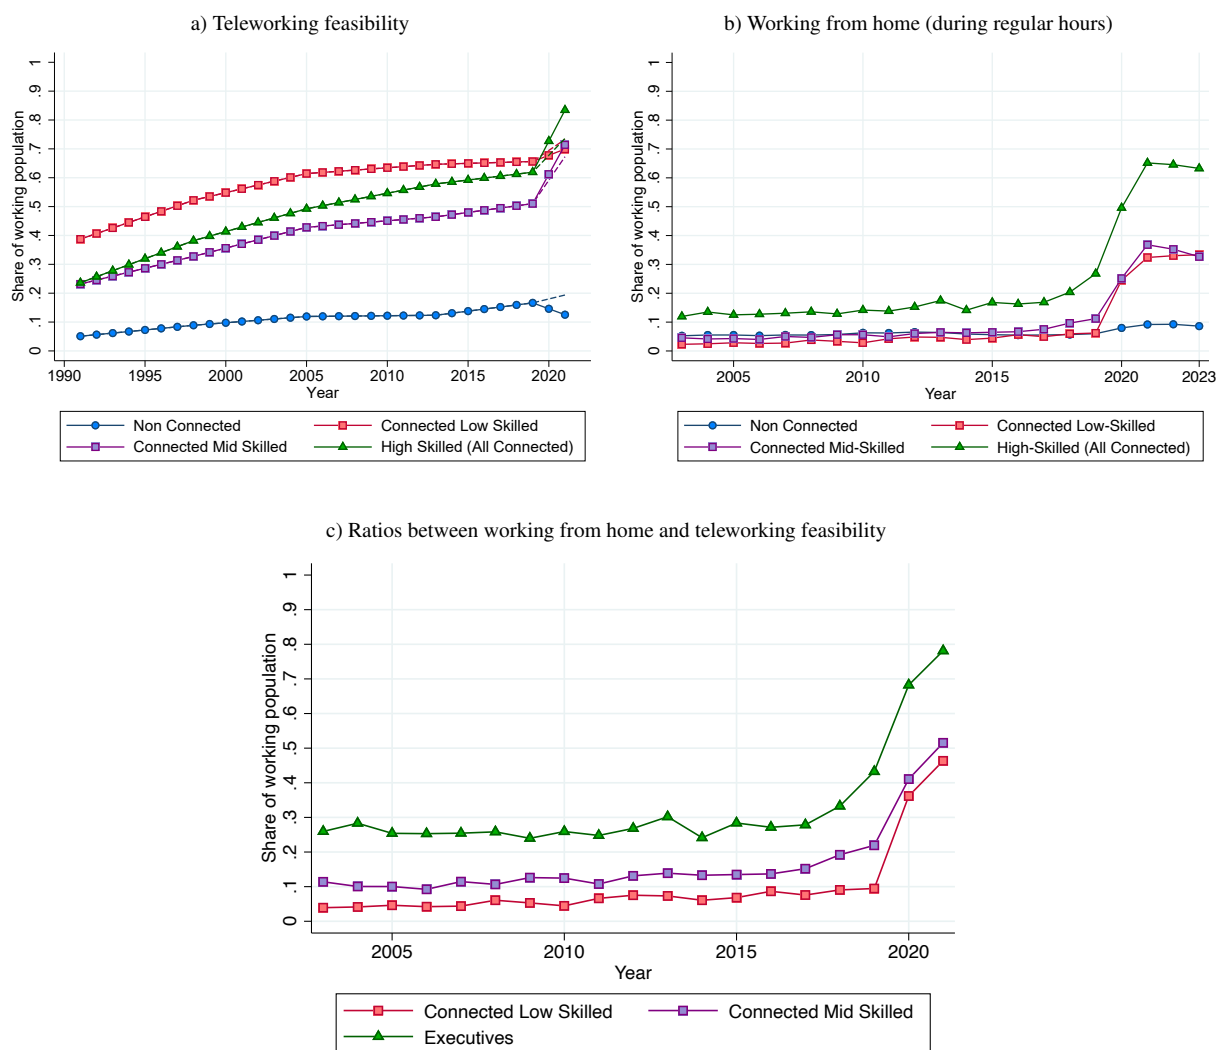 a) Teleworking feasibility
Share of working population
1
.9
.8
.7
.6
.5
.4
.3
.2
.1
0
1990 1995 2000 2005 2010 2015 2020
Year
Non Connected Connected Low Skilled
Connected Mid Skilled High Skilled (All Connected)
b) Working from home (during regular hours)
Share of working population
1
.9
.8
.7
.6
.5
.4
.3
.2
.1
0
2005 2010 2015 2020 2023
Year
Non Connected Connected Low-Skilled
Connected Mid-Skilled High-Skilled (All Connected)
c) Ratios between working from home and teleworking feasibility
Share of working population
1
.9
.8
.7
.6
.5
.4
.3
.2
.1
0
2005 2010 2015 2020
Year
Connected Low Skilled Connected Mid Skilled
Executives